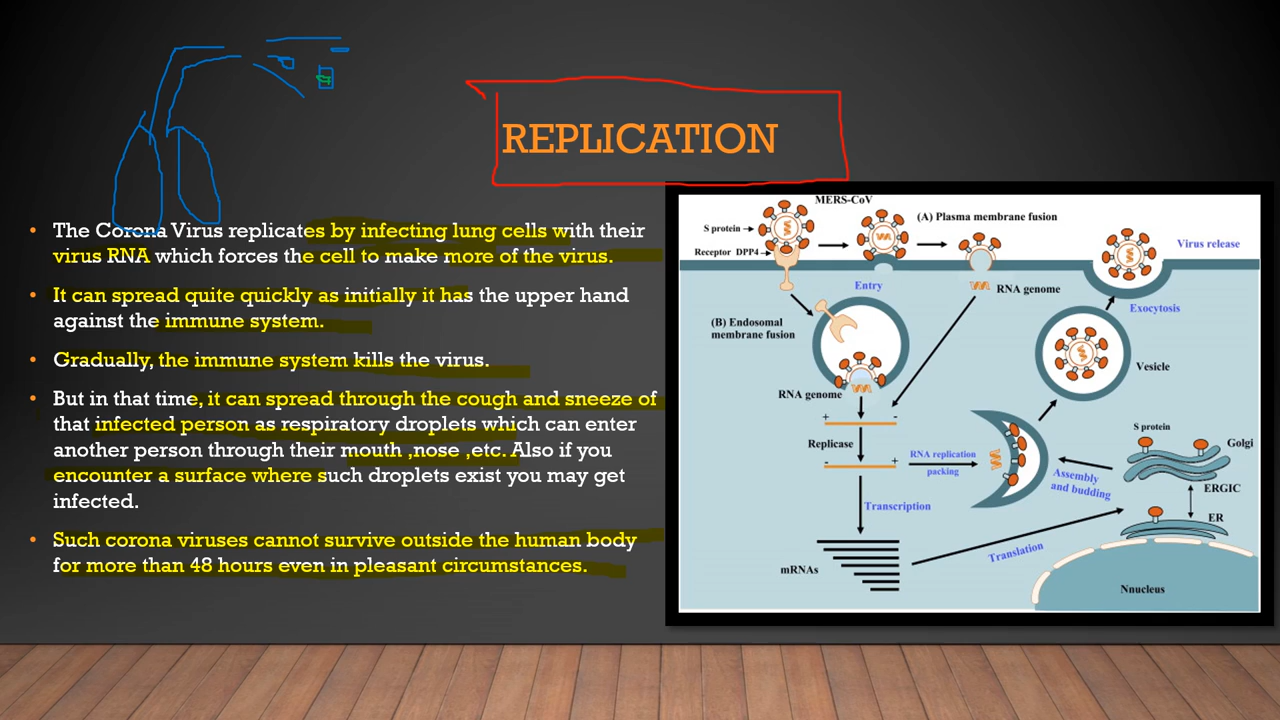 REPLICATION
• The Corona Virus replicates by infecting lung cells with their
virus RNA which forces the cell to make more of the virus.
• It can spread quite quickly as initially it has the upper hand
against the immune system.
• Gradually, the immune system kills the virus.
• But in that time, it can spread through the cough and sneeze of
that infected person as respiratory droplets which can enter
another person through their mouth ,nose ,etc. Also if you
encounter a surface where such droplets exist you may get
infected.
• Such corona viruses cannot survive outside the human body
for more than 48 hours even in pleasant circumstances.
MERS-CoV
S protein
(A) Plasma membrane fusion
Virus release
Receptor DPP4
Entry
RNA genome
Exocytosis
(B) Endosomal
membrane fusion
Vesicle
RNA genome
+ -
S protein
Replicase
Golgi
- +
RNA replication
packing
Assembly
and budding
ERGIC
Transcription
ER
Translation
mRNAs
Nnucleus